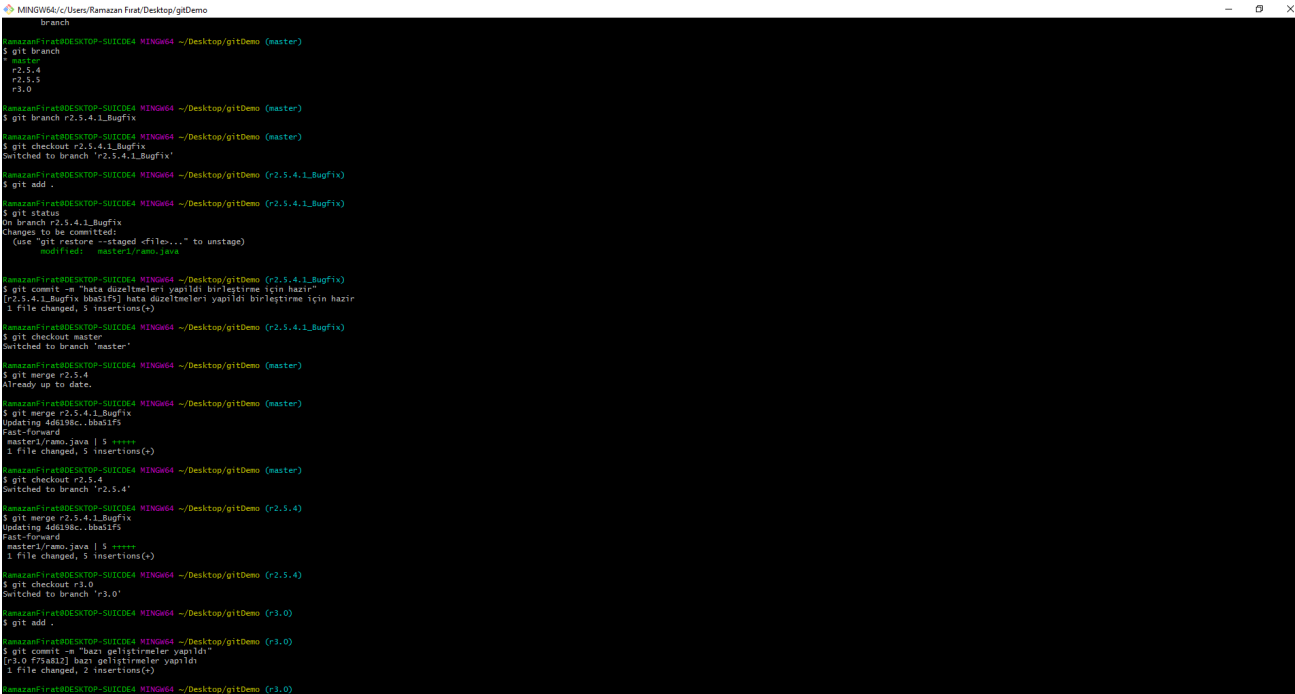 MINGW64:/c/Users/Ramazan Fırat/Desktop/gitDemo
branch
RamazanFirat@DESKTOP-SUICDE4 MINGW64 ~/Desktop/gitDemo (master)
$ git branch
* master
r2.5.4
r2.5.5
r3.0
RamazanFirat@DESKTOP-SUICDE4 MINGW64 ~/Desktop/gitDemo (master)
$ git branch r2.5.4.1_Bugfix
RamazanFirat@DESKTOP-SUICDE4 MINGW64 ~/Desktop/gitDemo (master)
$ git checkout r2.5.4.1_Bugfix
Switched to branch 'r2.5.4.1_Bugfix'
RamazanFirat@DESKTOP-SUICDE4 MINGW64 ~/Desktop/gitDemo (r2.5.4.1_Bugfix)
$ git add .
RamazanFirat@DESKTOP-SUICDE4 MINGW64 ~/Desktop/gitDemo (r2.5.4.1_Bugfix)
$ git status
On branch r2.5.4.1_Bugfix
Changes to be committed:
(use "git restore --staged <file>..." to unstage)
modified: master1/ramo.java
RamazanFirat@DESKTOP-SUICDE4 MINGW64 ~/Desktop/gitDemo (r2.5.4.1_Bugfix)
$ git commit -m "hata düzeltmeleri yapildi birleştirme için hazir"
[r2.5.4.1_Bugfix bba51f5] hata düzeltmeleri yapildi birleştirme için hazir
1 file changed, 5 insertions(+)
RamazanFirat@DESKTOP-SUICDE4 MINGW64 ~/Desktop/gitDemo (r2.5.4.1_Bugfix)
$ git checkout master
Switched to branch 'master'
RamazanFirat@DESKTOP-SUICDE4 MINGW64 ~/Desktop/gitDemo (master)
$ git merge r2.5.4
Already up to date.
RamazanFirat@DESKTOP-SUICDE4 MINGW64 ~/Desktop/gitDemo (master)
$ git merge r2.5.4.1_Bugfix
Updating 4d6198c..bba51f5
Fast-forward
master1/ramo.java | 5 +++++
1 file changed, 5 insertions(+)
RamazanFirat@DESKTOP-SUICDE4 MINGW64 ~/Desktop/gitDemo (master)
$ git checkout r2.5.4
Switched to branch 'r2.5.4'
RamazanFirat@DESKTOP-SUICDE4 MINGW64 ~/Desktop/gitDemo (r2.5.4)
$ git merge r2.5.4.1_Bugfix
Updating 4d6198c..bba51f5
Fast-forward
master1/ramo.java | 5 +++++
1 file changed, 5 insertions(+)
RamazanFirat@DESKTOP-SUICDE4 MINGW64 ~/Desktop/gitDemo (r2.5.4)
$ git checkout r3.0
Switched to branch 'r3.0'
RamazanFirat@DESKTOP-SUICDE4 MINGW64 ~/Desktop/gitDemo (r3.0)
$ git add .
RamazanFirat@DESKTOP-SUICDE4 MINGW64 ~/Desktop/gitDemo (r3.0)
$ git commit -m "bazı geliştirmeler yapıldı"
[r3.0 f75a812] bazı geliştirmeler yapıldı
1 file changed, 2 insertions(+)
RamazanFirat@DESKTOP-SUICDE4 MINGW64 ~/Desktop/gitDemo (r3.0)